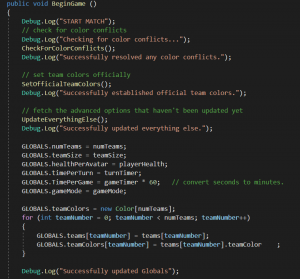 public void BeginGame ()
{
Debug.Log("START MATCH");
// check for color conflicts
Debug.Log("Checking for color conflicts...");
CheckForColorConflicts();
Debug.Log("Successfully resolved any color conflicts.");
// set team colors officially
SetOfficialTeamColors();
Debug.Log("Successfully established official team colors.");
// fetch the advanced options that haven't been updated yet
UpdateEverythingElse();
Debug.Log("Successfully updated everything else.");
GLOBALS.numTeams = numTeams;
GLOBALS.teamSize = teamSize;
GLOBALS.healthPerAvatar = playerHealth;
GLOBALS.timePerTurn = turnTimer;
GLOBALS.TimePerGame = gameTimer * 60; // convert seconds to minutes.
GLOBALS.gameMode = gameMode;
GLOBALS.teamColors = new Color[numTeams];
for (int teamNumber = 0; teamNumber < numTeams; teamNumber++)
{
GLOBALS.teams[teamNumber] = teams[teamNumber];
GLOBALS.teamColors[teamNumber] = teams[teamNumber].teamColor ;
}
Debug.Log("Successfully updated Globals");